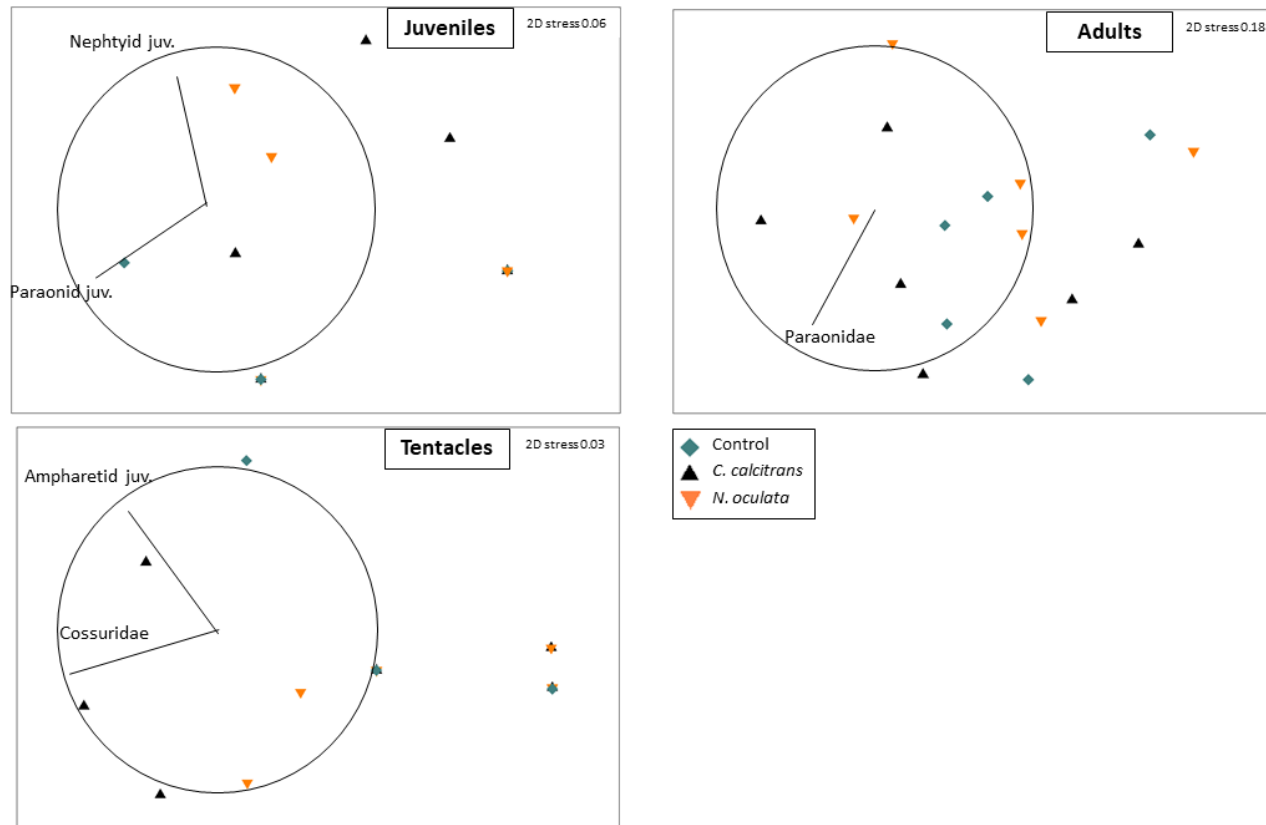 Juveniles
2D stress 0.06
Nephtyid juv.
Paraonid juv.
Adults
2D stress 0.18
Paraonidae
Tentacles
2D stress 0.03
Ampharetid juv.
Cossuridae
Control
C. calcitrans
N. oculata